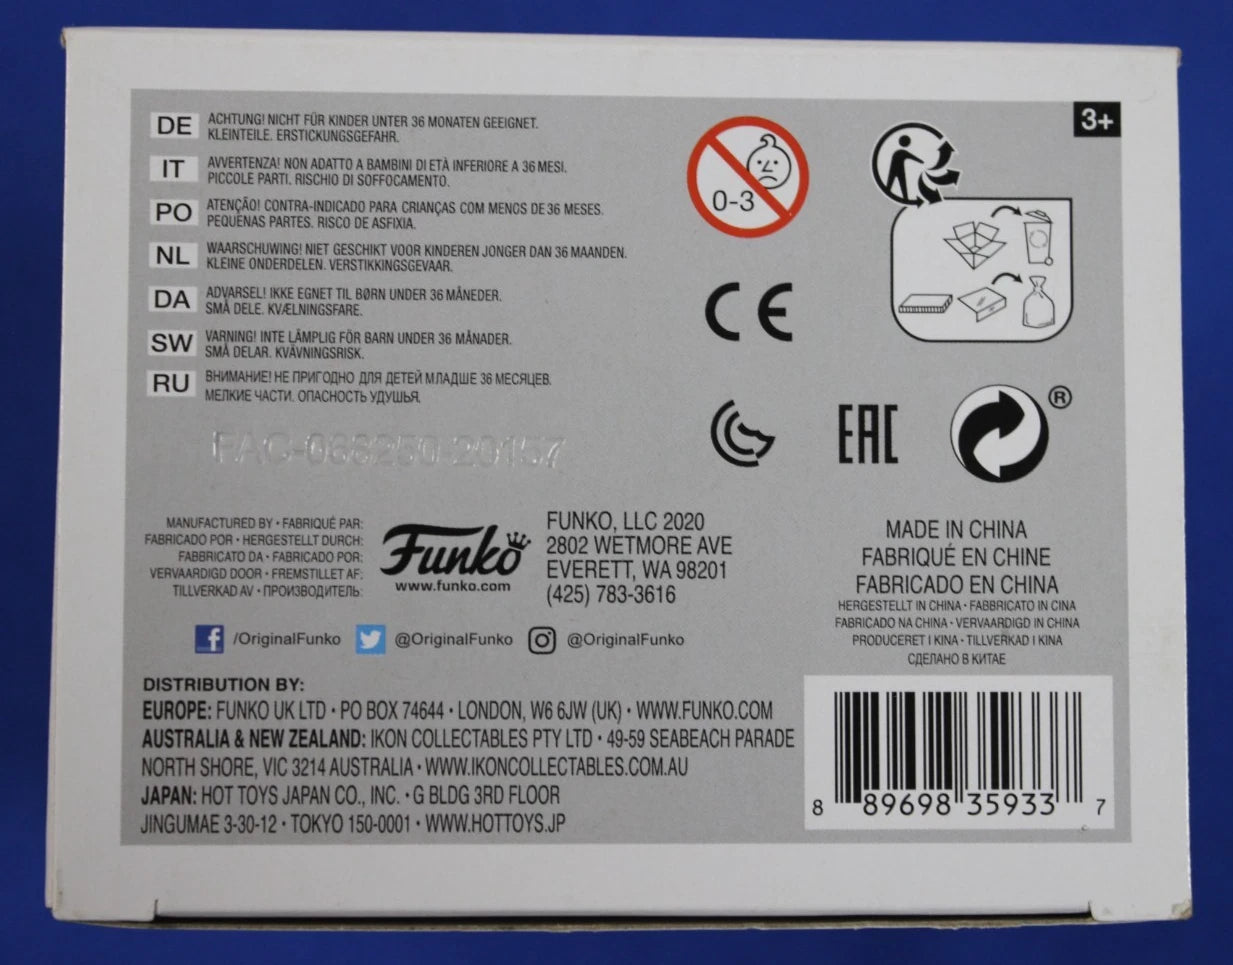 3+
DE ACHTUNG! NICHT FÜR KINDER UNTER 36 MONATEN GEEIGNET.
KLEINTEILE. ERSTICKUNGSGEFAHR.
IT AVVERTENZA! NON ADATTO A BAMBINI DI ETÀ INFERIORE A 36 MESI.
PICCOLE PARTI. RISCHIO DI SOFFOCAMENTO.
PO ATENÇÃO! CONTRA-INDICADO PARA CRIANÇAS COM MENOS DE 36 MESES.
PEQUENAS PARTES. RISCO DE ASFIXIA.
NL WAARSCHUWING! NIET GESCHIKT VOOR KINDEREN JONGER DAN 36 MAANDEN.
KLEINE ONDERDELEN. VERSTIKKINGSGEVAAR.
DA ADVARSEL! IKKE EGNET TIL BØRN UNDER 36 MÅNEDER.
SMÅ DELE. KVÆLNINGSFARE.
SW VARNING! INTE LÄMPLIG FÖR BARN UNDER 36 MÅNADER.
SMÅ DELAR. KVÄVNINGSRISK.
RU ВНИМАНИЕ! НЕ ПРИГОДНО ДЛЯ ДЕТЕЙ МЛАДШЕ 36 МЕСЯЦЕВ.
МЕЛКИЕ ЧАСТИ. ОПАСНОСТЬ УДУШЬЯ.
0-3
CE
EAC
®
FAC-066250-20157
MANUFACTURED BY • FABRIQUÉ PAR:
FABRICADO POR • HERGESTELLT DURCH:
FABBRICATO DA • FABRICADO POR:
VERVAARDIGD DOOR • FREMSTILLET AF:
TILLVERKAD AV • ПРОИЗВОДИТЕЛЬ:
Funko
www.funko.com
FUNKO, LLC 2020
2802 WETMORE AVE
EVERETT, WA 98201
(425) 783-3616
f /OriginalFunko @OriginalFunko @OriginalFunko
MADE IN CHINA
FABRIQUÉ EN CHINE
FABRICADO EN CHINA
HERGESTELLT IN CHINA • FABBRICATO IN CINA
FABRICADO NA CHINA • VERVAARDIGD IN CHINA
PRODUCERET I KINA • TILLVERKAD I KINA
СДЕЛАНО В КИТАЕ
DISTRIBUTION BY:
EUROPE: FUNKO UK LTD • PO BOX 74644 • LONDON, W6 6JW (UK) • WWW.FUNKO.COM
AUSTRALIA & NEW ZEALAND: IKON COLLECTABLES PTY LTD • 49-59 SEABEACH PARADE
NORTH SHORE, VIC 3214 AUSTRALIA • WWW.IKONCOLLECTABLES.COM.AU
JAPAN: HOT TOYS JAPAN CO., INC. • G BLDG 3RD FLOOR
JINGUMAE 3-30-12 • TOKYO 150-0001 • WWW.HOTTOYS.JP
8 89698 35933 7